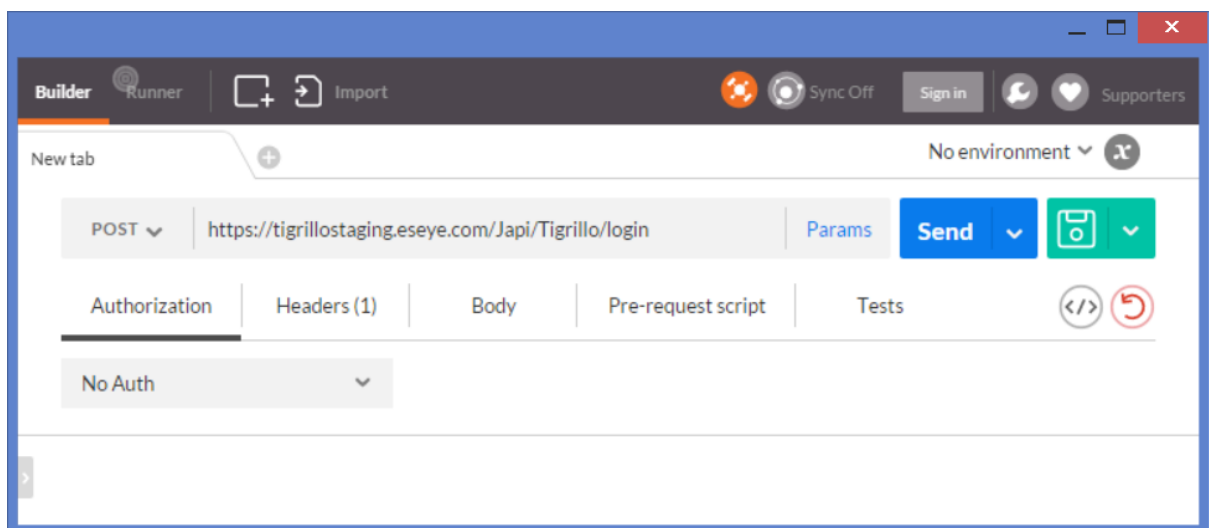 Builder Runner Import Sync Off Sign in Supporters
New tab No environment x
POST https://tigrillostaging.eseye.com/Japi/Tigrillo/login Params Send
Authorization Headers (1) Body Pre-request script Tests </>
No Auth